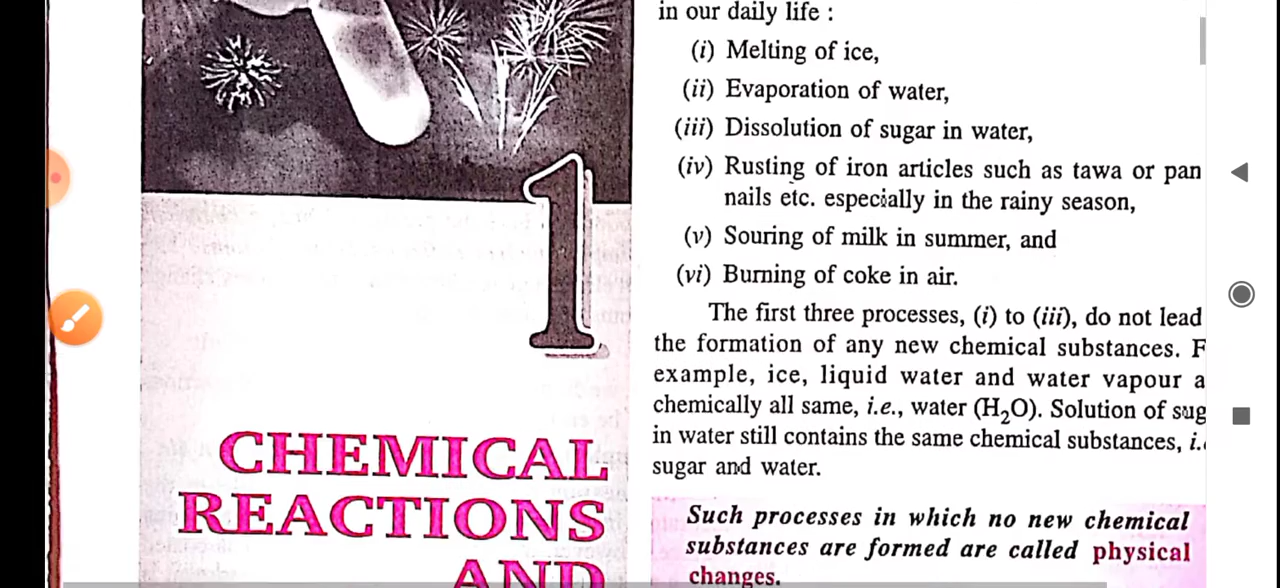 1
CHEMICAL
REACTIONS
AND
in our daily life :
(i) Melting of ice,
(ii) Evaporation of water,
(iii) Dissolution of sugar in water,
(iv) Rusting of iron articles such as tawa or pan
nails etc. especially in the rainy season,
(v) Souring of milk in summer, and
(vi) Burning of coke in air.
The first three processes, (i) to (iii), do not lead
the formation of any new chemical substances. F
example, ice, liquid water and water vapour a
chemically all same, i.e., water (H₂O). Solution of sug
in water still contains the same chemical substances, i.
sugar and water.
Such processes in which no new chemical
substances are formed are called physical
changes.